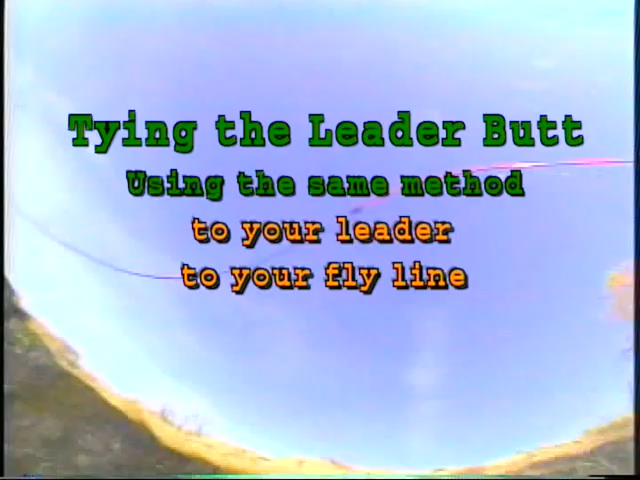 Tying the Leader Butt
Using the same method
to your leader
to your fly line